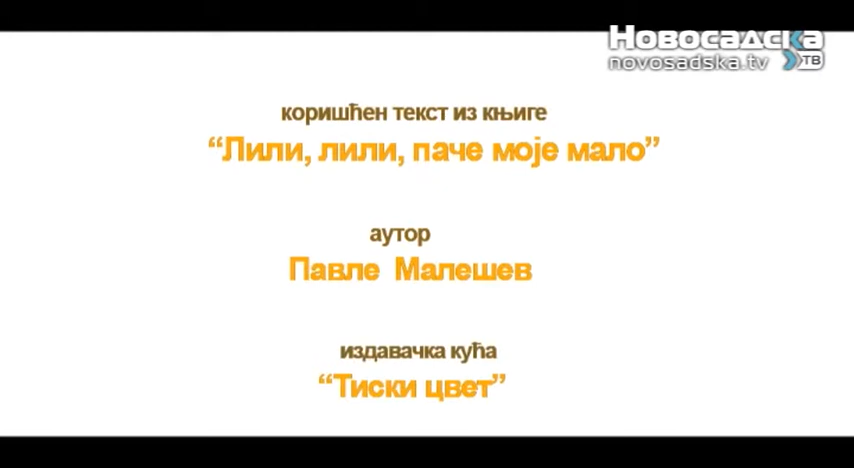 Новосадска
novosadska.tv
ТВ
коришћен текст из књиге
“Лили, лили, паче моје мало”
аутор
Павле Малешев
издавачка кућа
“Тиски цвет”